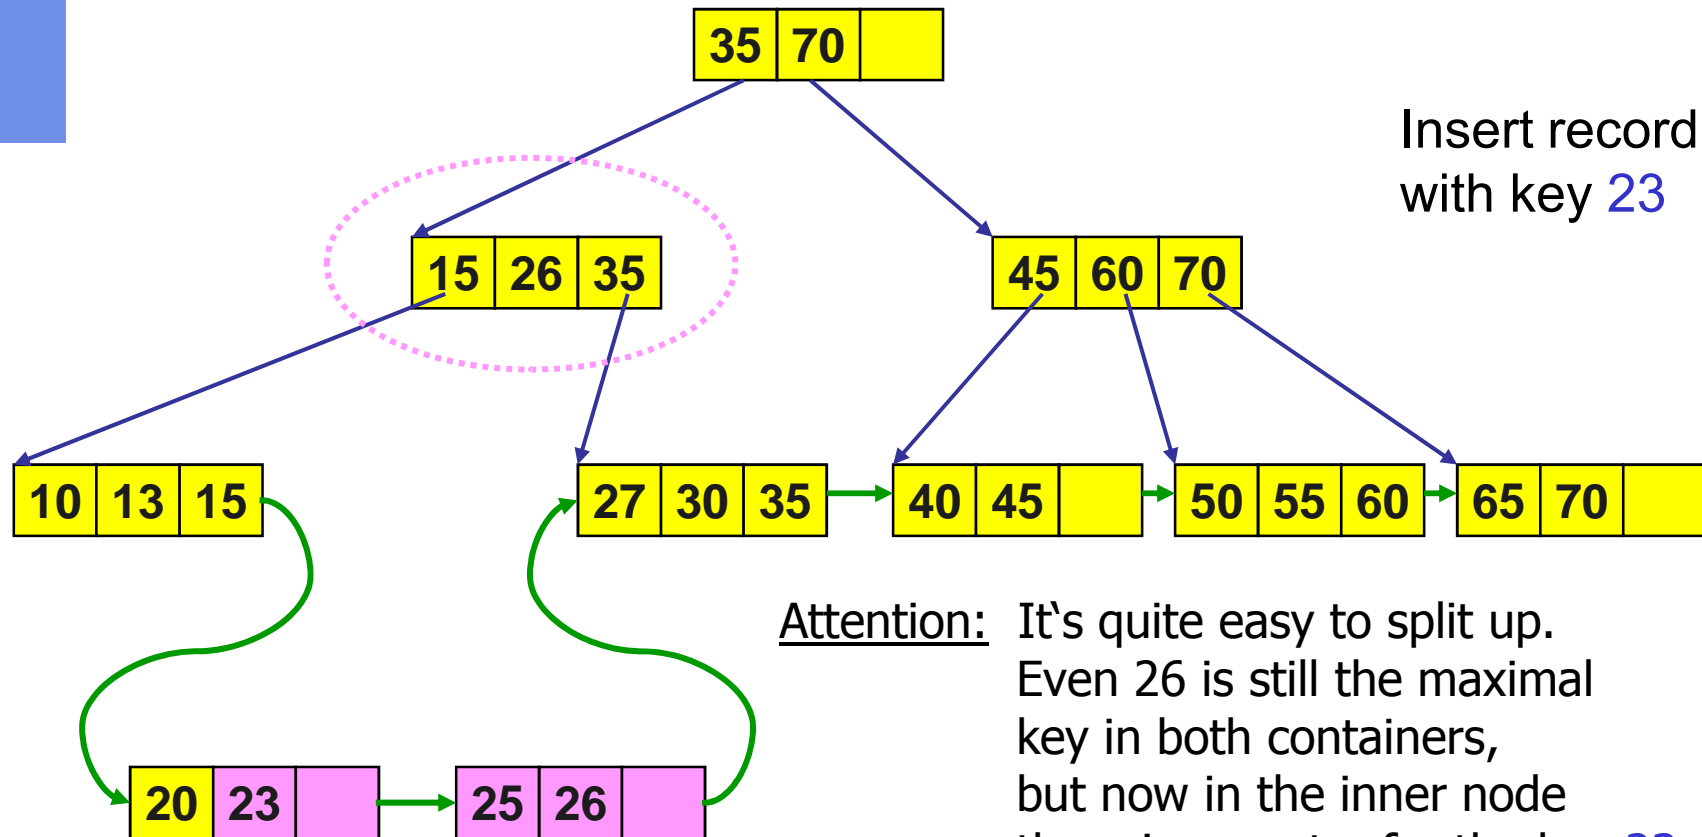 35 70
Insert record
with key 23
15 26 35
45 60 70
10 13 15
27 30 35
40 45
50 55 60
65 70
Attention: It‘s quite easy to split up.
Even 26 is still the maximal
key in both containers,
but now in the inner node
20 23
25 26